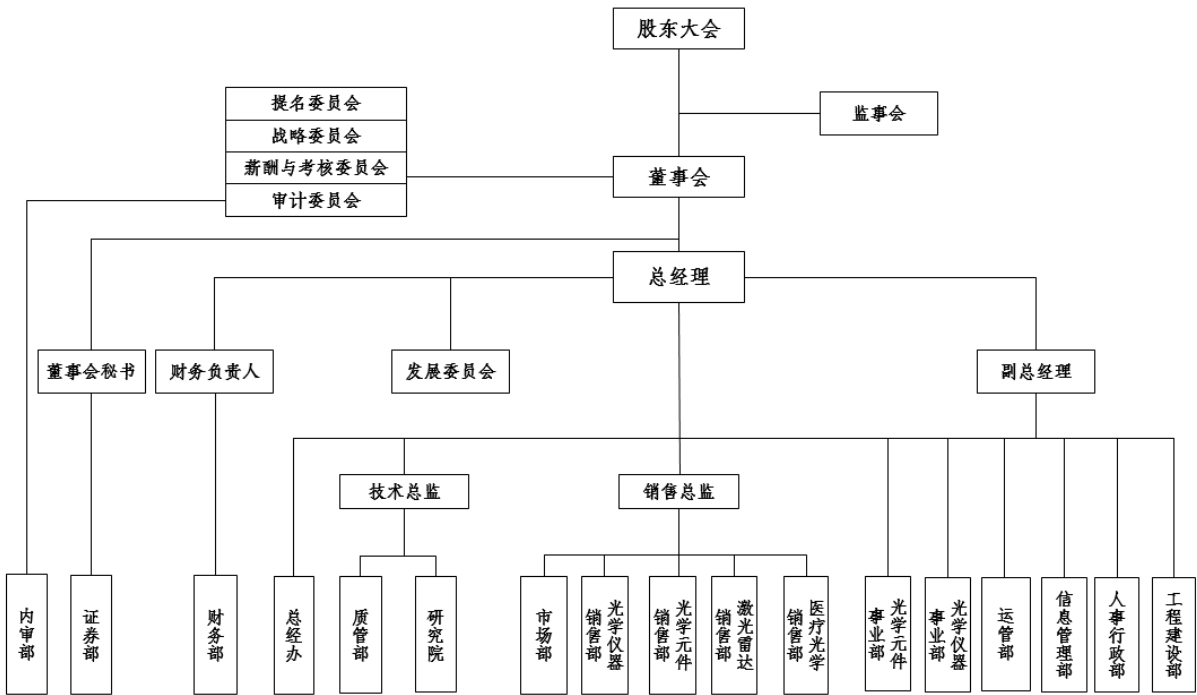 股东大会
提名委员会
监事会
战略委员会
薪酬与考核委员会
董事会
审计委员会
总经理
董事会秘书
财务负责人
发展委员会
副总经理
技术总监
销售总监
内审部
证券部
财务部
总经办
质管部
研究院
市场部
光学仪器
销售部
光学元件
销售部
激光雷达
销售部
医疗光学
销售部
光学元件
事业部
光学仪器
事业部
运管部
信息管理部
人事行政部
工程建设部